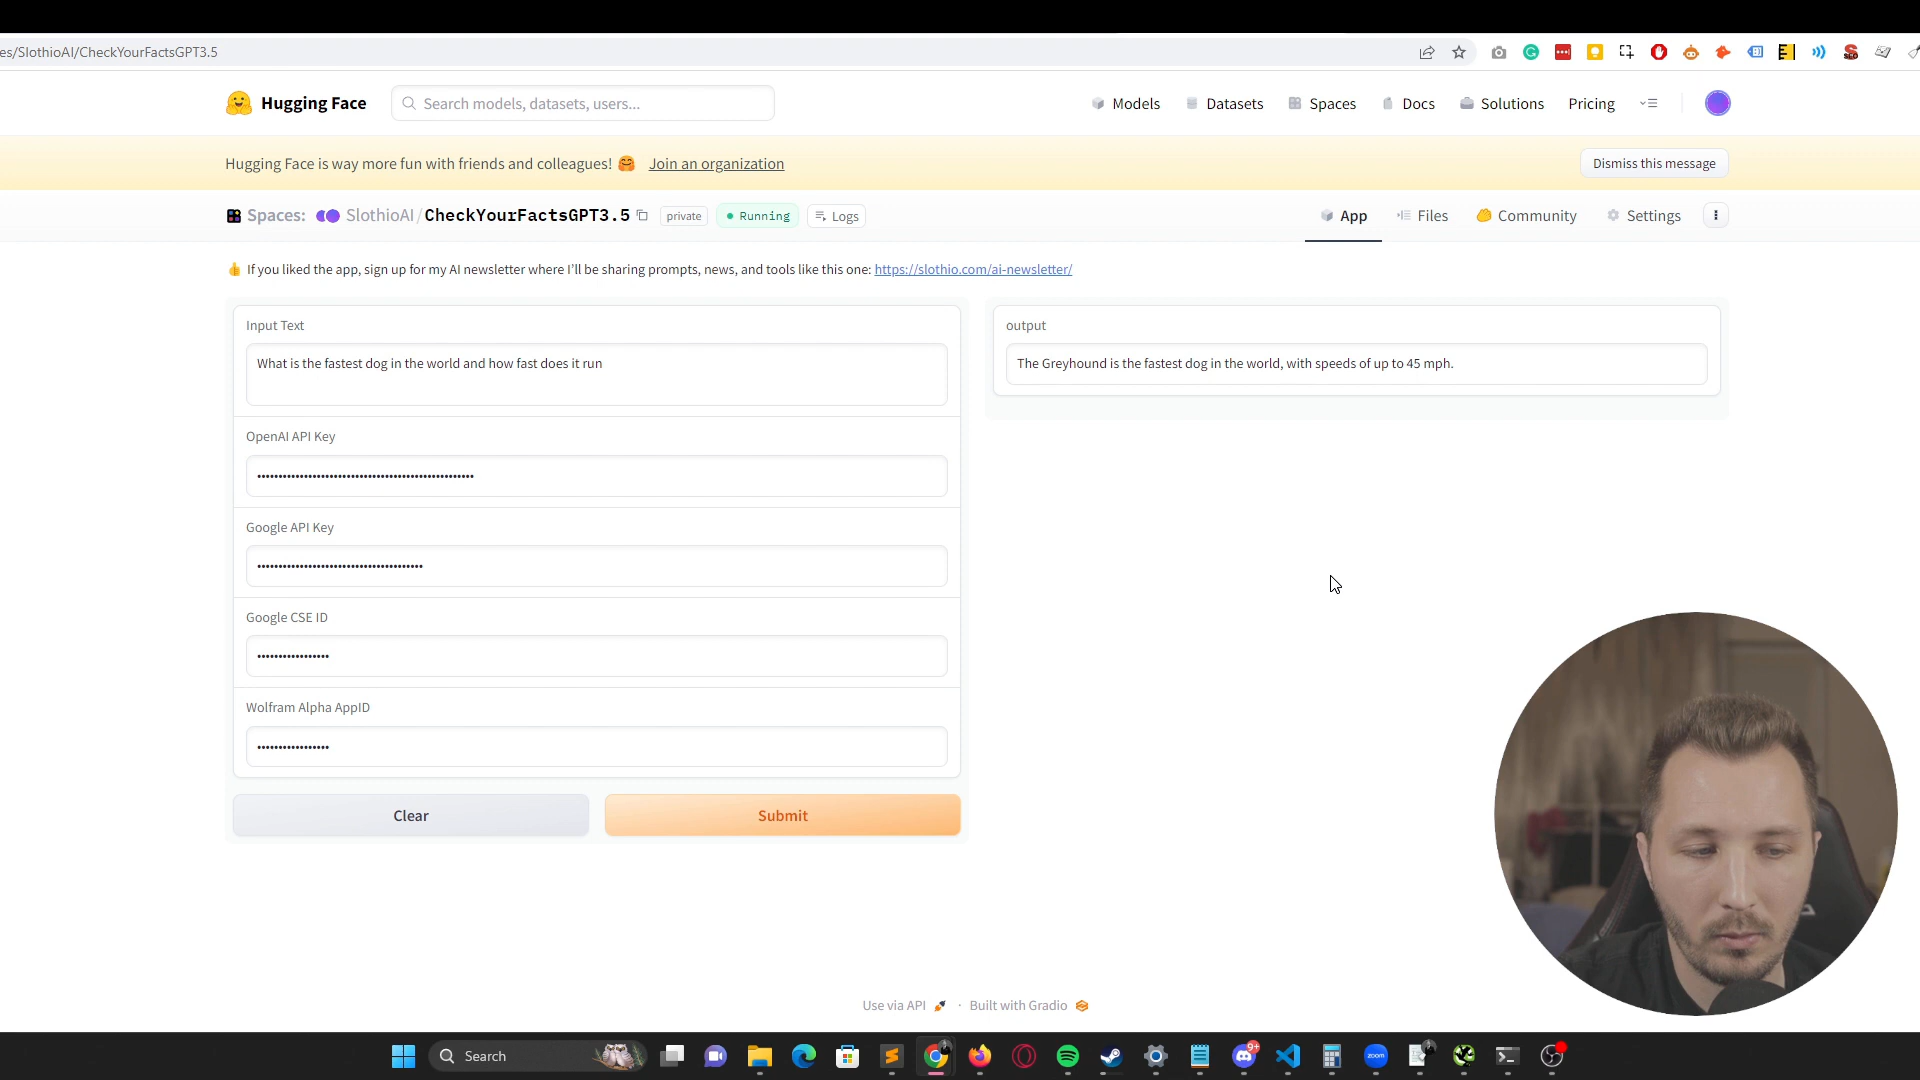 es/SlothioAI/CheckYourFactsGPT3.5
Hugging Face
Search models, datasets, users...
Models
Datasets
Spaces
Docs
Solutions
Pricing
Hugging Face is way more fun with friends and colleagues! 🤗 Join an organization
Dismiss this message
Spaces: SlothioAI/CheckYourFactsGPT3.5
private
Running
Logs
App
Files
Community
Settings
👍 If you liked the app, sign up for my AI newsletter where I'll be sharing prompts, news, and tools like this one: https://slothio.com/ai-newsletter/
Input Text
What is the fastest dog in the world and how fast does it run
output
The Greyhound is the fastest dog in the world, with speeds of up to 45 mph.
OpenAI API Key
Google API Key
Google CSE ID
Wolfram Alpha AppID
Clear
Submit
Use via API 🚀 · Built with Gradio
Search
9+
zoom